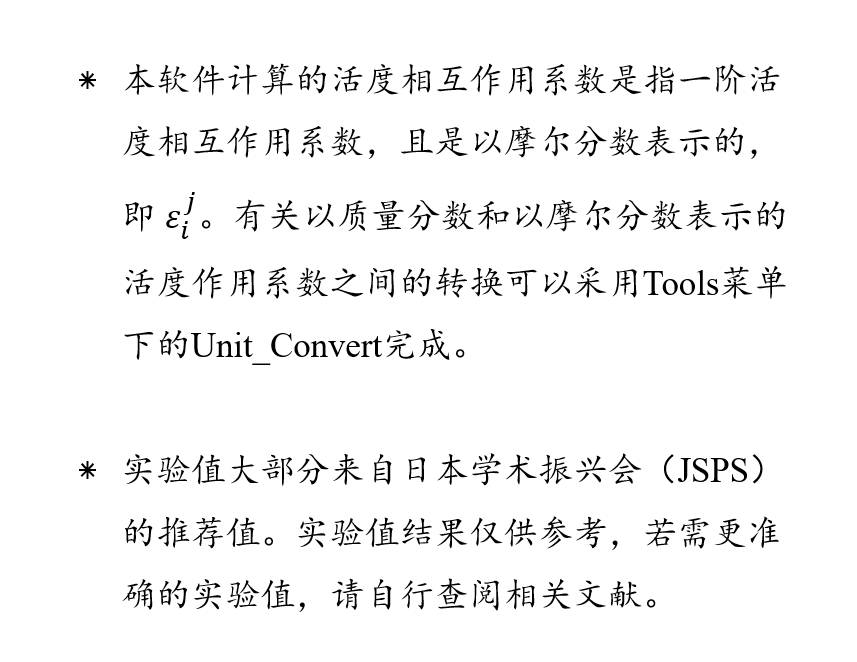 * 本软件计算的活度相互作用系数是指一阶活
度相互作用系数，且是以摩尔分数表示的，
即 $\varepsilon_i^j$。有关以质量分数和以摩尔分数表示的
活度作用系数之间的转换可以采用Tools菜单
下的Unit_Convert完成。
* 实验值大部分来自日本学术振兴会（JSPS）
的推荐值。实验值结果仅供参考，若需更准
确的实验值，请自行查阅相关文献。